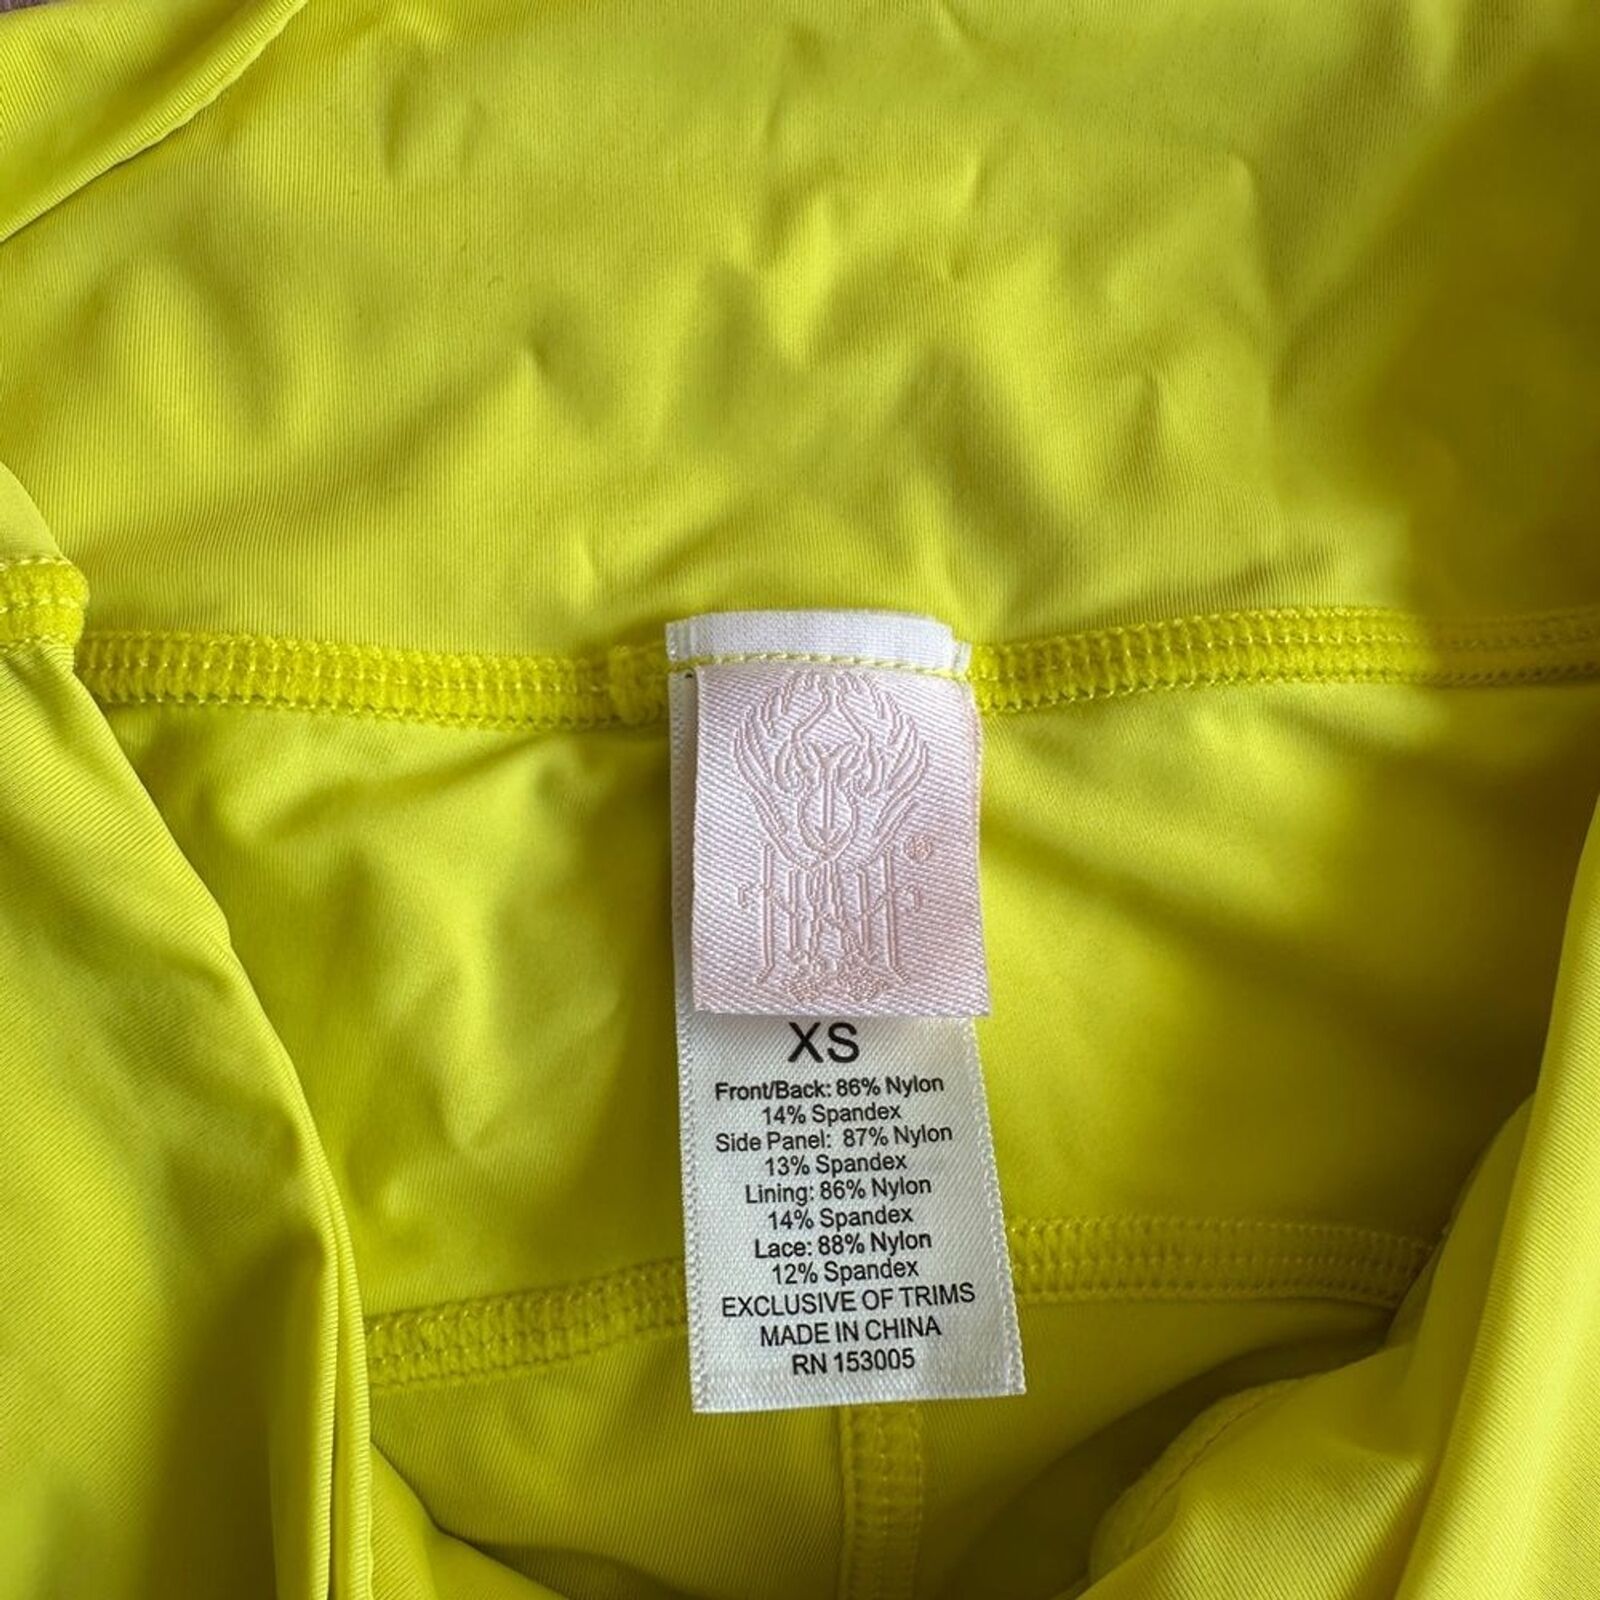 XS
Front/Back: 86% Nylon
14% Spandex
Side Panel: 87% Nylon
13% Spandex
Lining: 86% Nylon
14% Spandex
Lace: 88% Nylon
12% Spandex
EXCLUSIVE OF TRIMS
MADE IN CHINA
RN 153005